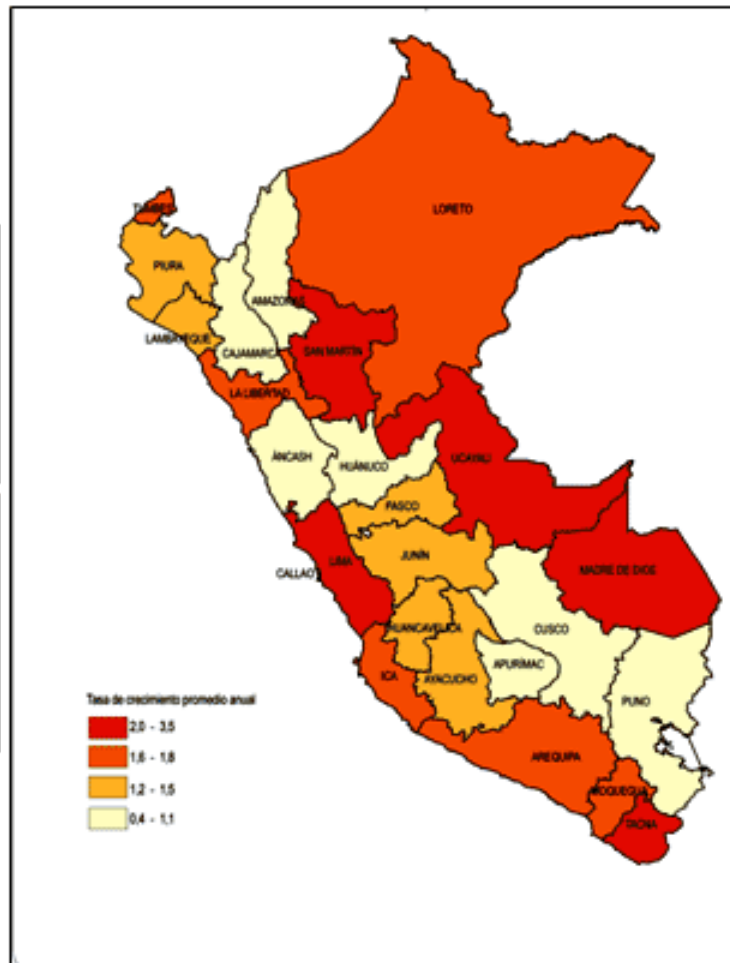 LORETO
TUMBES
PIURA
AMAZONAS
LAMBAYEQUE
CAJAMARCA
SAN MARTÍN
LA LIBERTAD
ÁNCASH
HUÁNUCO
UCAYALI
PASCO
JUNÍN
LIMA
CALLAO
MADRE DE DIOS
HUANCAVELICA
CUSCO
APURÍMAC
ICA
AYACUCHO
PUNO
Tasa de crecimiento promedio anual
2,0 - 3,5
1,6 - 1,8
1,2 - 1,5
0,4 - 1,1
AREQUIPA
MOQUEGUA
TACNA